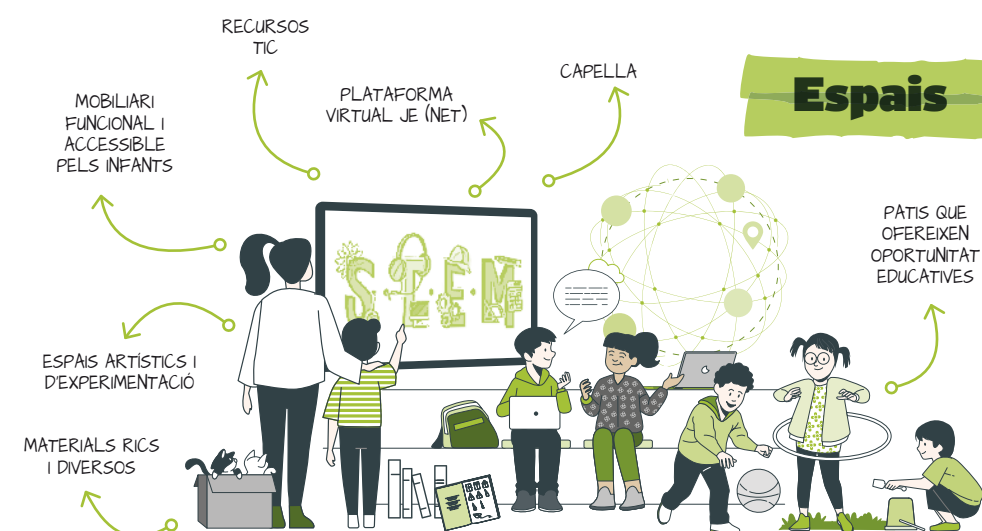 RECURSOS
TIC
CAPELLA
Espais
PLATAFORMA
VIRTUAL JE (NET)
MOBILIARI
FUNCIONAL I
ACCESSIBLE
PELS INFANTS
PATIS QUE
OFEREIXEN
OPORTUNITAT
EDUCATIVES
S.T.E.M
ESPAIS ARTÍSTICS I
D'EXPERIMENTACIÓ
MATERIALS RICS
I DIVERSOS